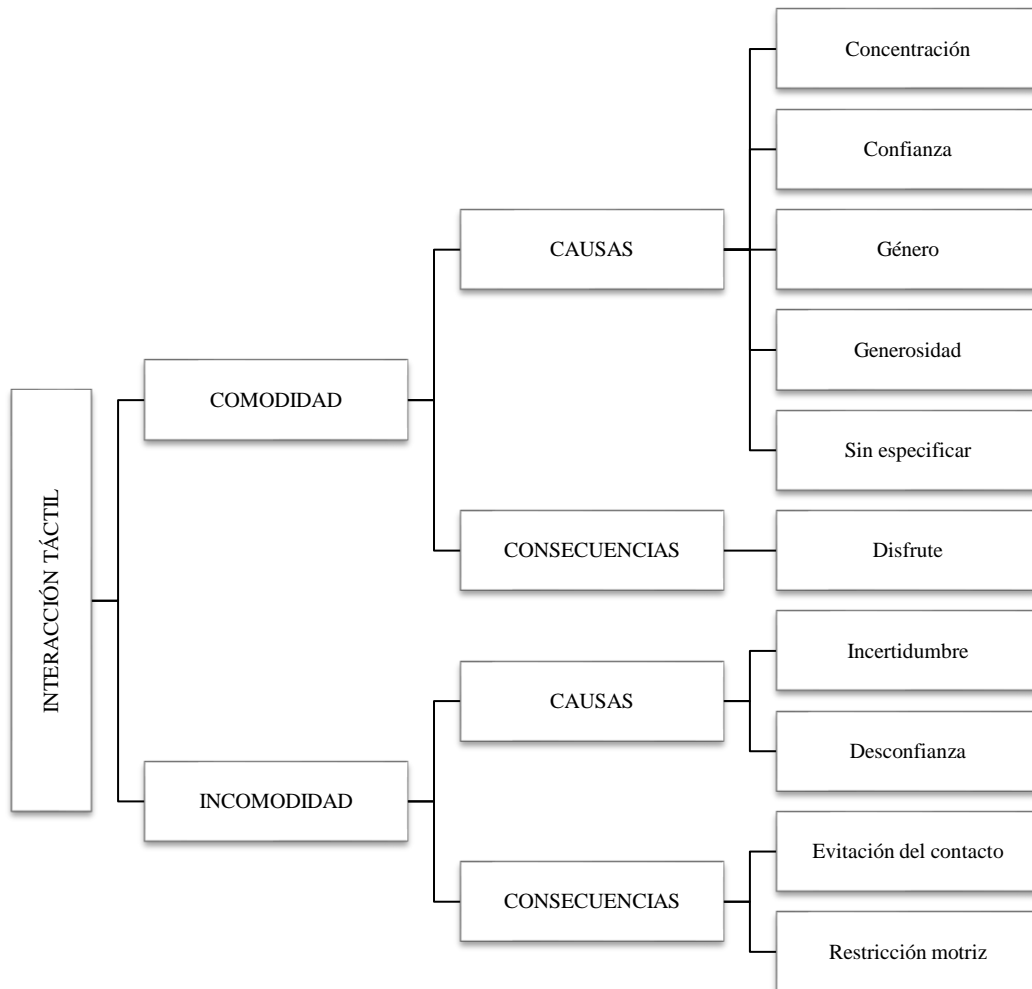 INTERACCIÓN TÁCTIL
COMODIDAD
CAUSAS
Concentración
Confianza
Género
Generosidad
Sin especificar
CONSECUENCIAS
Disfrute
INCOMODIDAD
CAUSAS
Incertidumbre
Desconfianza
CONSECUENCIAS
Evitación del contacto
Restricción motriz